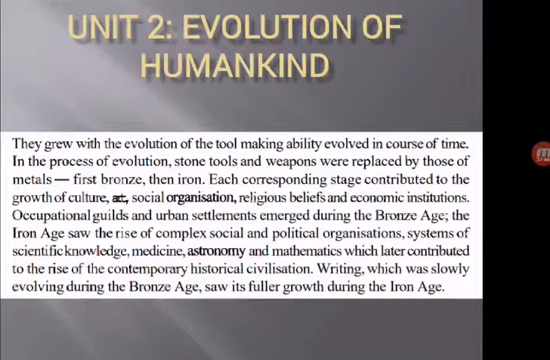 UNIT 2: EVOLUTION OF
HUMANKIND
They grew with the evolution of the tool making ability evolved in course of time.
In the process of evolution, stone tools and weapons were replaced by those of
metals — first bronze, then iron. Each corresponding stage contributed to the
growth of culture, art, social organisation, religious beliefs and economic institutions.
Occupational guilds and urban settlements emerged during the Bronze Age; the
Iron Age saw the rise of complex social and political organisations, systems of
scientific knowledge, medicine, astronomy and mathematics which later contributed
to the rise of the contemporary historical civilisation. Writing, which was slowly
evolving during the Bronze Age, saw its fuller growth during the Iron Age.